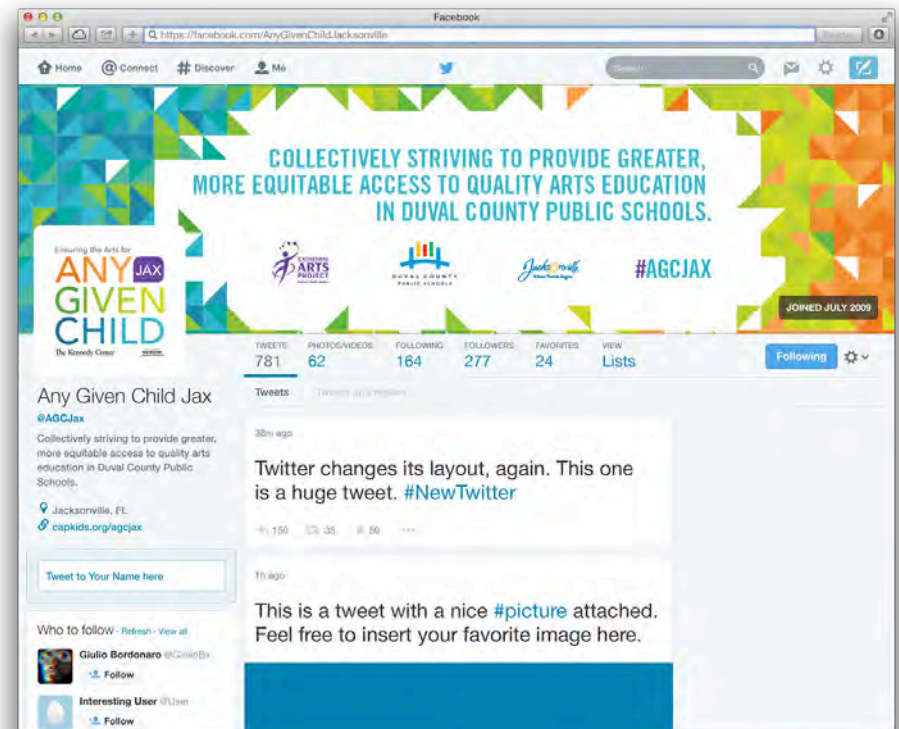 Facebook
https://facebook.com/AnyGivenChildJacksonville
Reader
Home
Connect
Discover
Me
Search
COLLECTIVELY STRIVING TO PROVIDE GREATER,
MORE EQUITABLE ACCESS TO QUALITY ARTS EDUCATION
IN DUVAL COUNTY PUBLIC SCHOOLS.
CATHEDRAL
ARTS
PROJECT
DUVAL COUNTY
PUBLIC SCHOOLS
Jacksonville
#AGCJAX
JOINED JULY 2009
Ensuring the Arts for
ANY JAX
GIVEN
CHILD
The Kennedy Center
TWEETS
781
PHOTOS/VIDEOS
62
FOLLOWING
164
FOLLOWERS
277
FAVORITES
24
VIEW
Lists
Following
Any Given Child Jax
@AGCJax
Collectively striving to provide greater,
more equitable access to quality arts
education in Duval County Public
Schools.
Jacksonville, FL
capkids.org/agcjax
Tweet to Your Name here
Who to follow · Refresh · View all
Giulio Bordonaro
Follow
Interesting User @User
Follow
Tweets
Tweets and replies
38m ago
Twitter changes its layout, again. This one
is a huge tweet. #NewTwitter
150 35 50 ···
1h ago
This is a tweet with a nice #picture attached.
Feel free to insert your favorite image here.